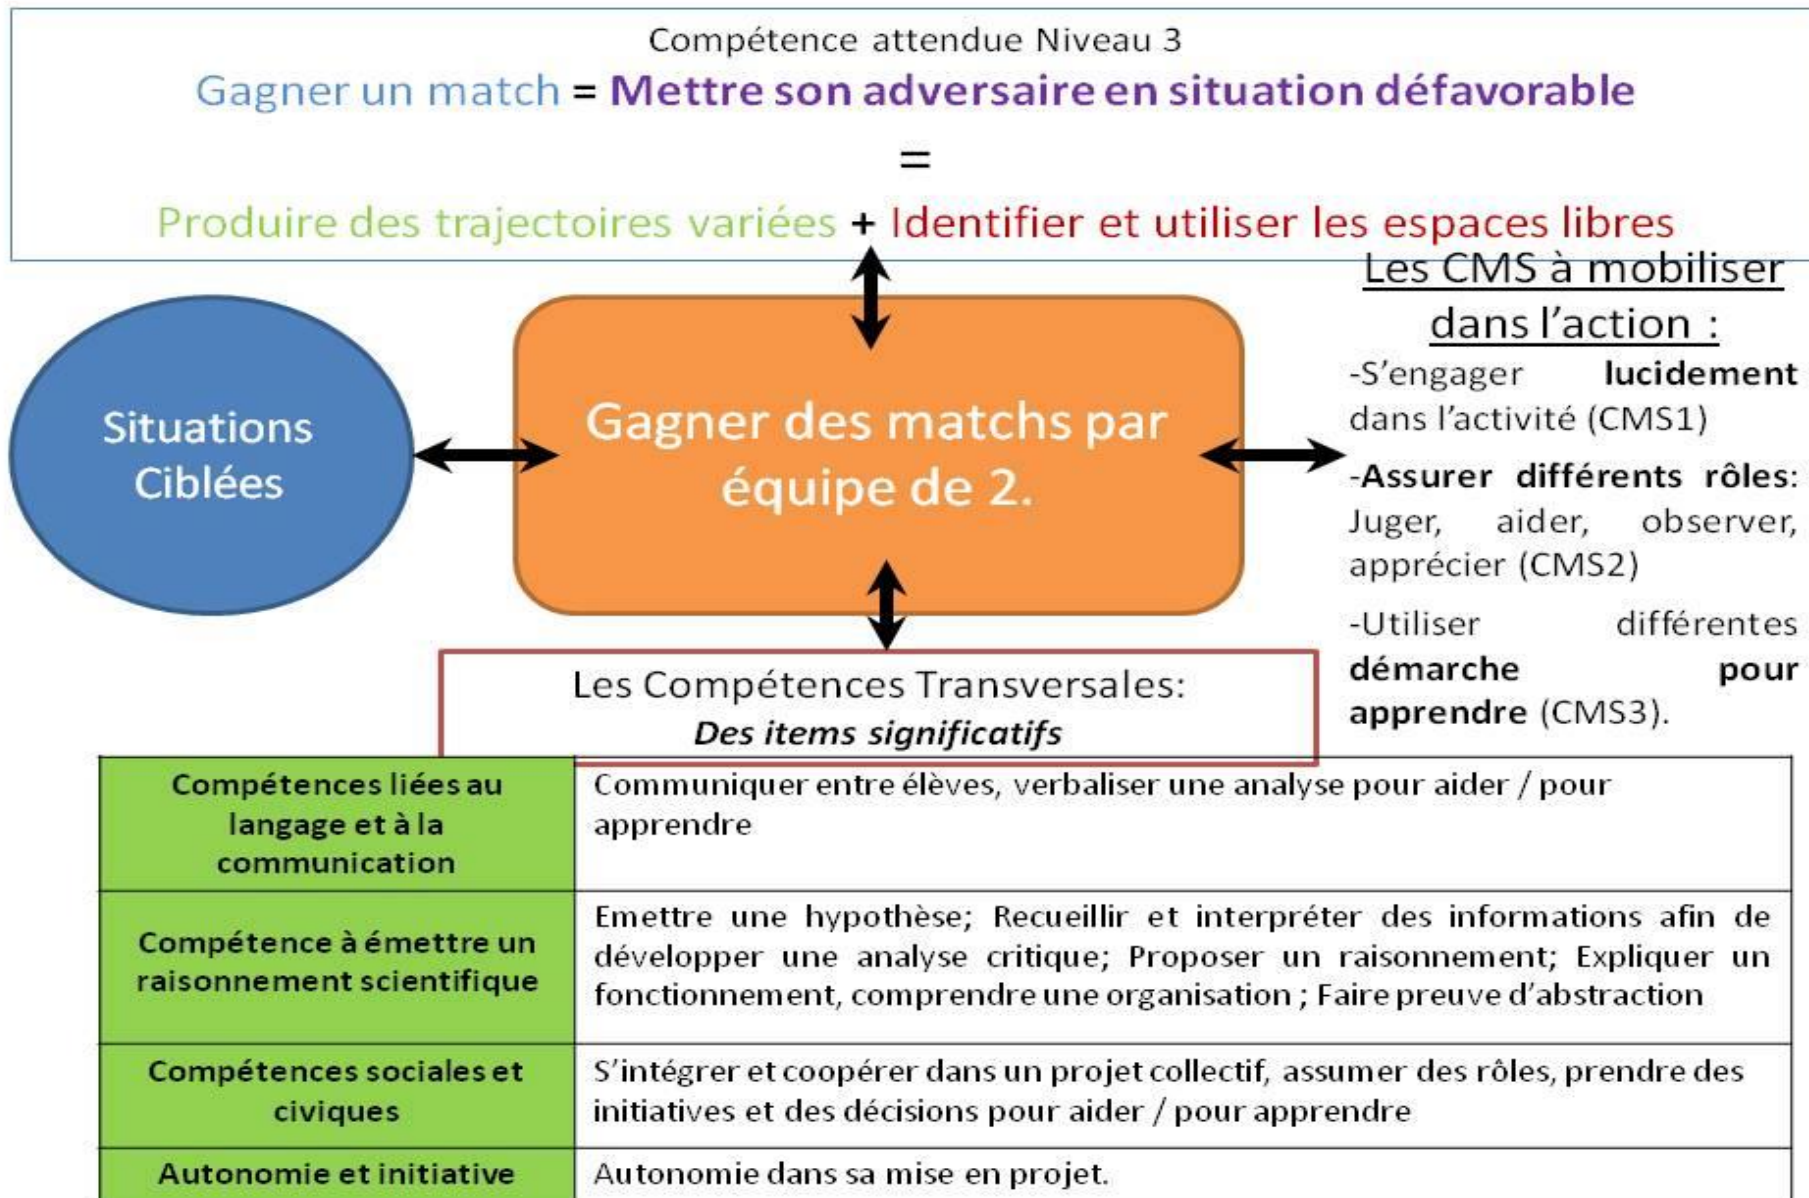 Compétence attendue Niveau 3
Gagner un match = Mettre son adversaire en situation défavorable
=
Produire des trajectoires variées + Identifier et utiliser les espaces libres
Situations
Ciblées
Gagner des matchs par
équipe de 2.
Les CMS à mobiliser
dans l’action :
-S’engager lucidement
dans l’activité (CMS1)
-Assurer différents rôles:
Juger, aider, observer,
apprécier (CMS2)
-Utiliser différentes
démarche pour
apprendre (CMS3).
Les Compétences Transversales:
Des items significatifs
Compétences liées au
langage et à la
communication
Communiquer entre élèves, verbaliser une analyse pour aider / pour
apprendre
Compétence à émettre un
raisonnement scientifique
Emettre une hypothèse; Recueillir et interpréter des informations afin de
développer une analyse critique; Proposer un raisonnement; Expliquer un
fonctionnement, comprendre une organisation ; Faire preuve d’abstraction
Compétences sociales et
civiques
S’intégrer et coopérer dans un projet collectif, assumer des rôles, prendre des
initiatives et des décisions pour aider / pour apprendre
Autonomie et initiative
Autonomie dans sa mise en projet.